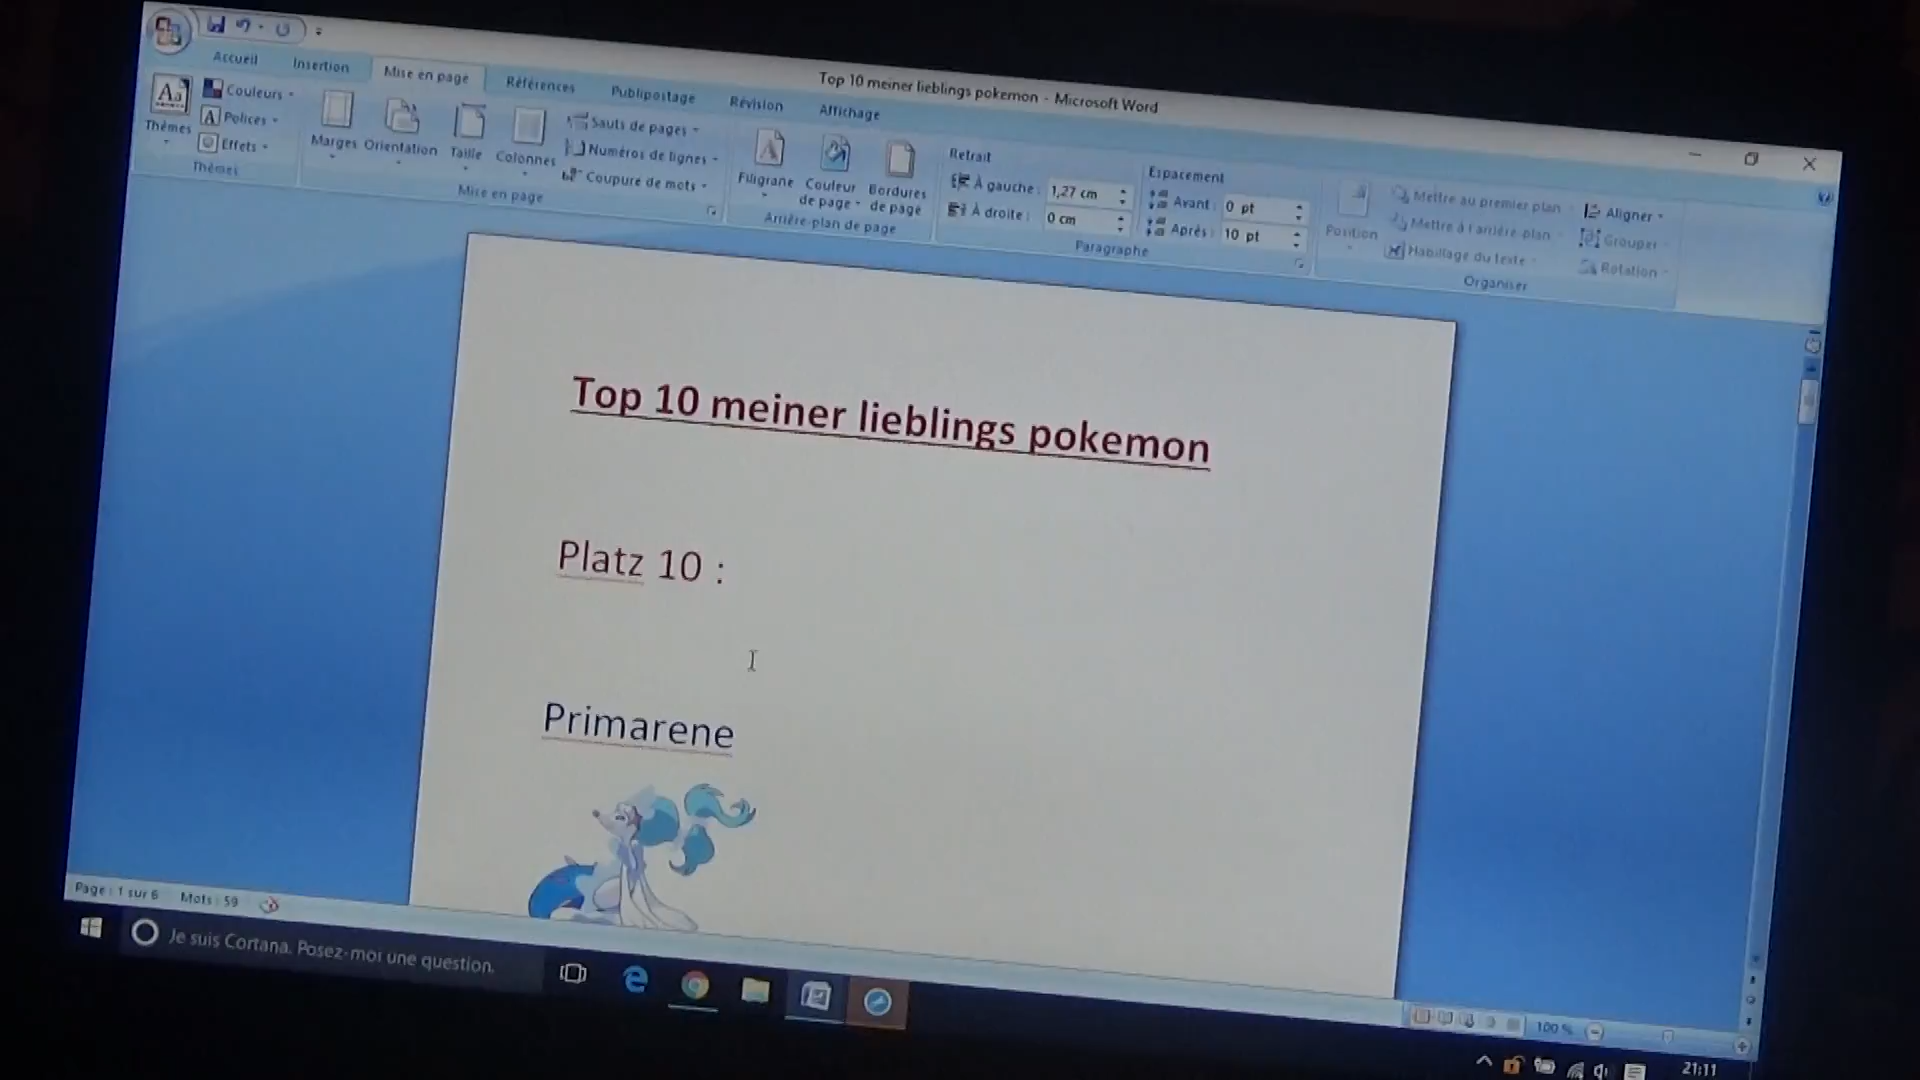 Top 10 meiner lieblings pokemon - Microsoft Word
Accueil Insertion Mise en page Références Publipostage Révision Affichage
Aa Thèmes
Couleurs
A Polices
Effets
Thèmes
Marges Orientation Taille Colonnes
Sauts de pages
Numéros de lignes
Coupure de mots
Mise en page
Filigrane Couleur de page Bordures de page
Arrière-plan de page
Retrait
À gauche : 1,27 cm
À droite : 0 cm
Espacement
Avant : 0 pt
Après : 10 pt
Paragraphe
Position
Mettre au premier plan
Mettre à l'arrière-plan
Habillage du texte
Aligner
Grouper
Rotation
Organiser
Top 10 meiner lieblings pokemon
Platz 10 :
Primarene
Page : 1 sur 6 Mots : 59
100 %
Je suis Cortana. Posez-moi une question.
21:11